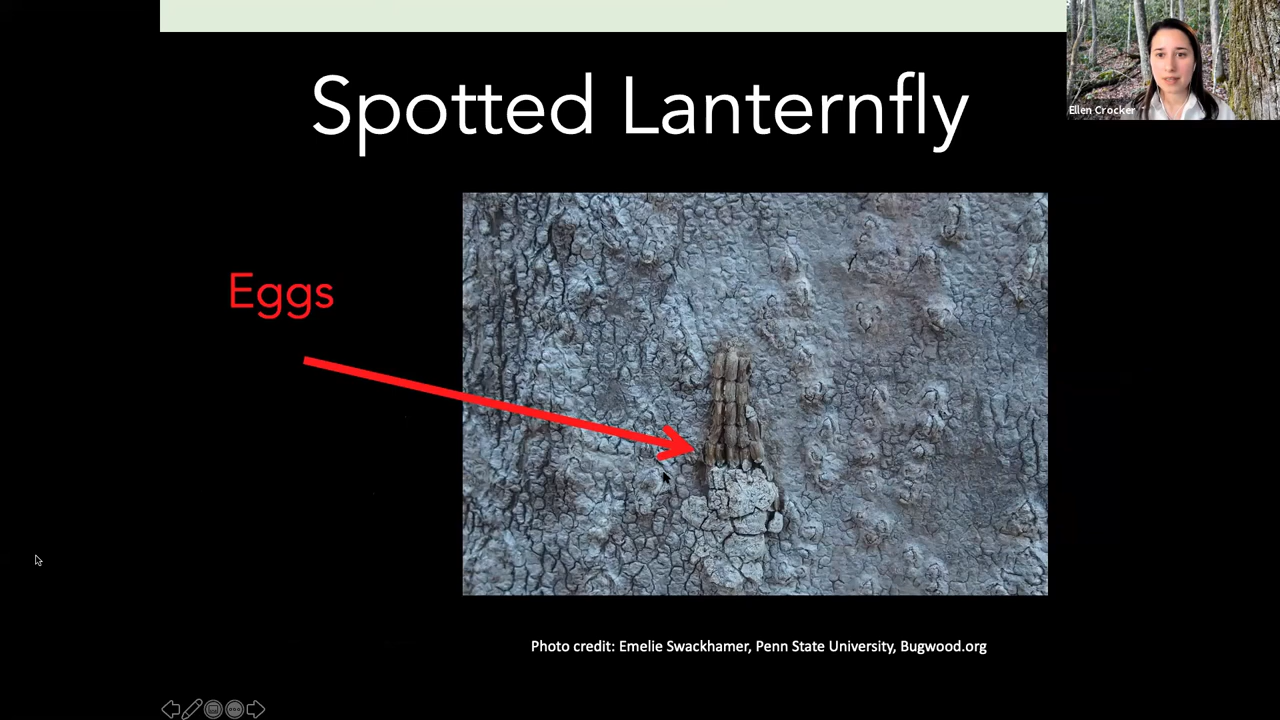 Spotted Lanternfly
Ellen Crocker
Eggs
Photo credit: Emelie Swackhamer, Penn State University, Bugwood.org